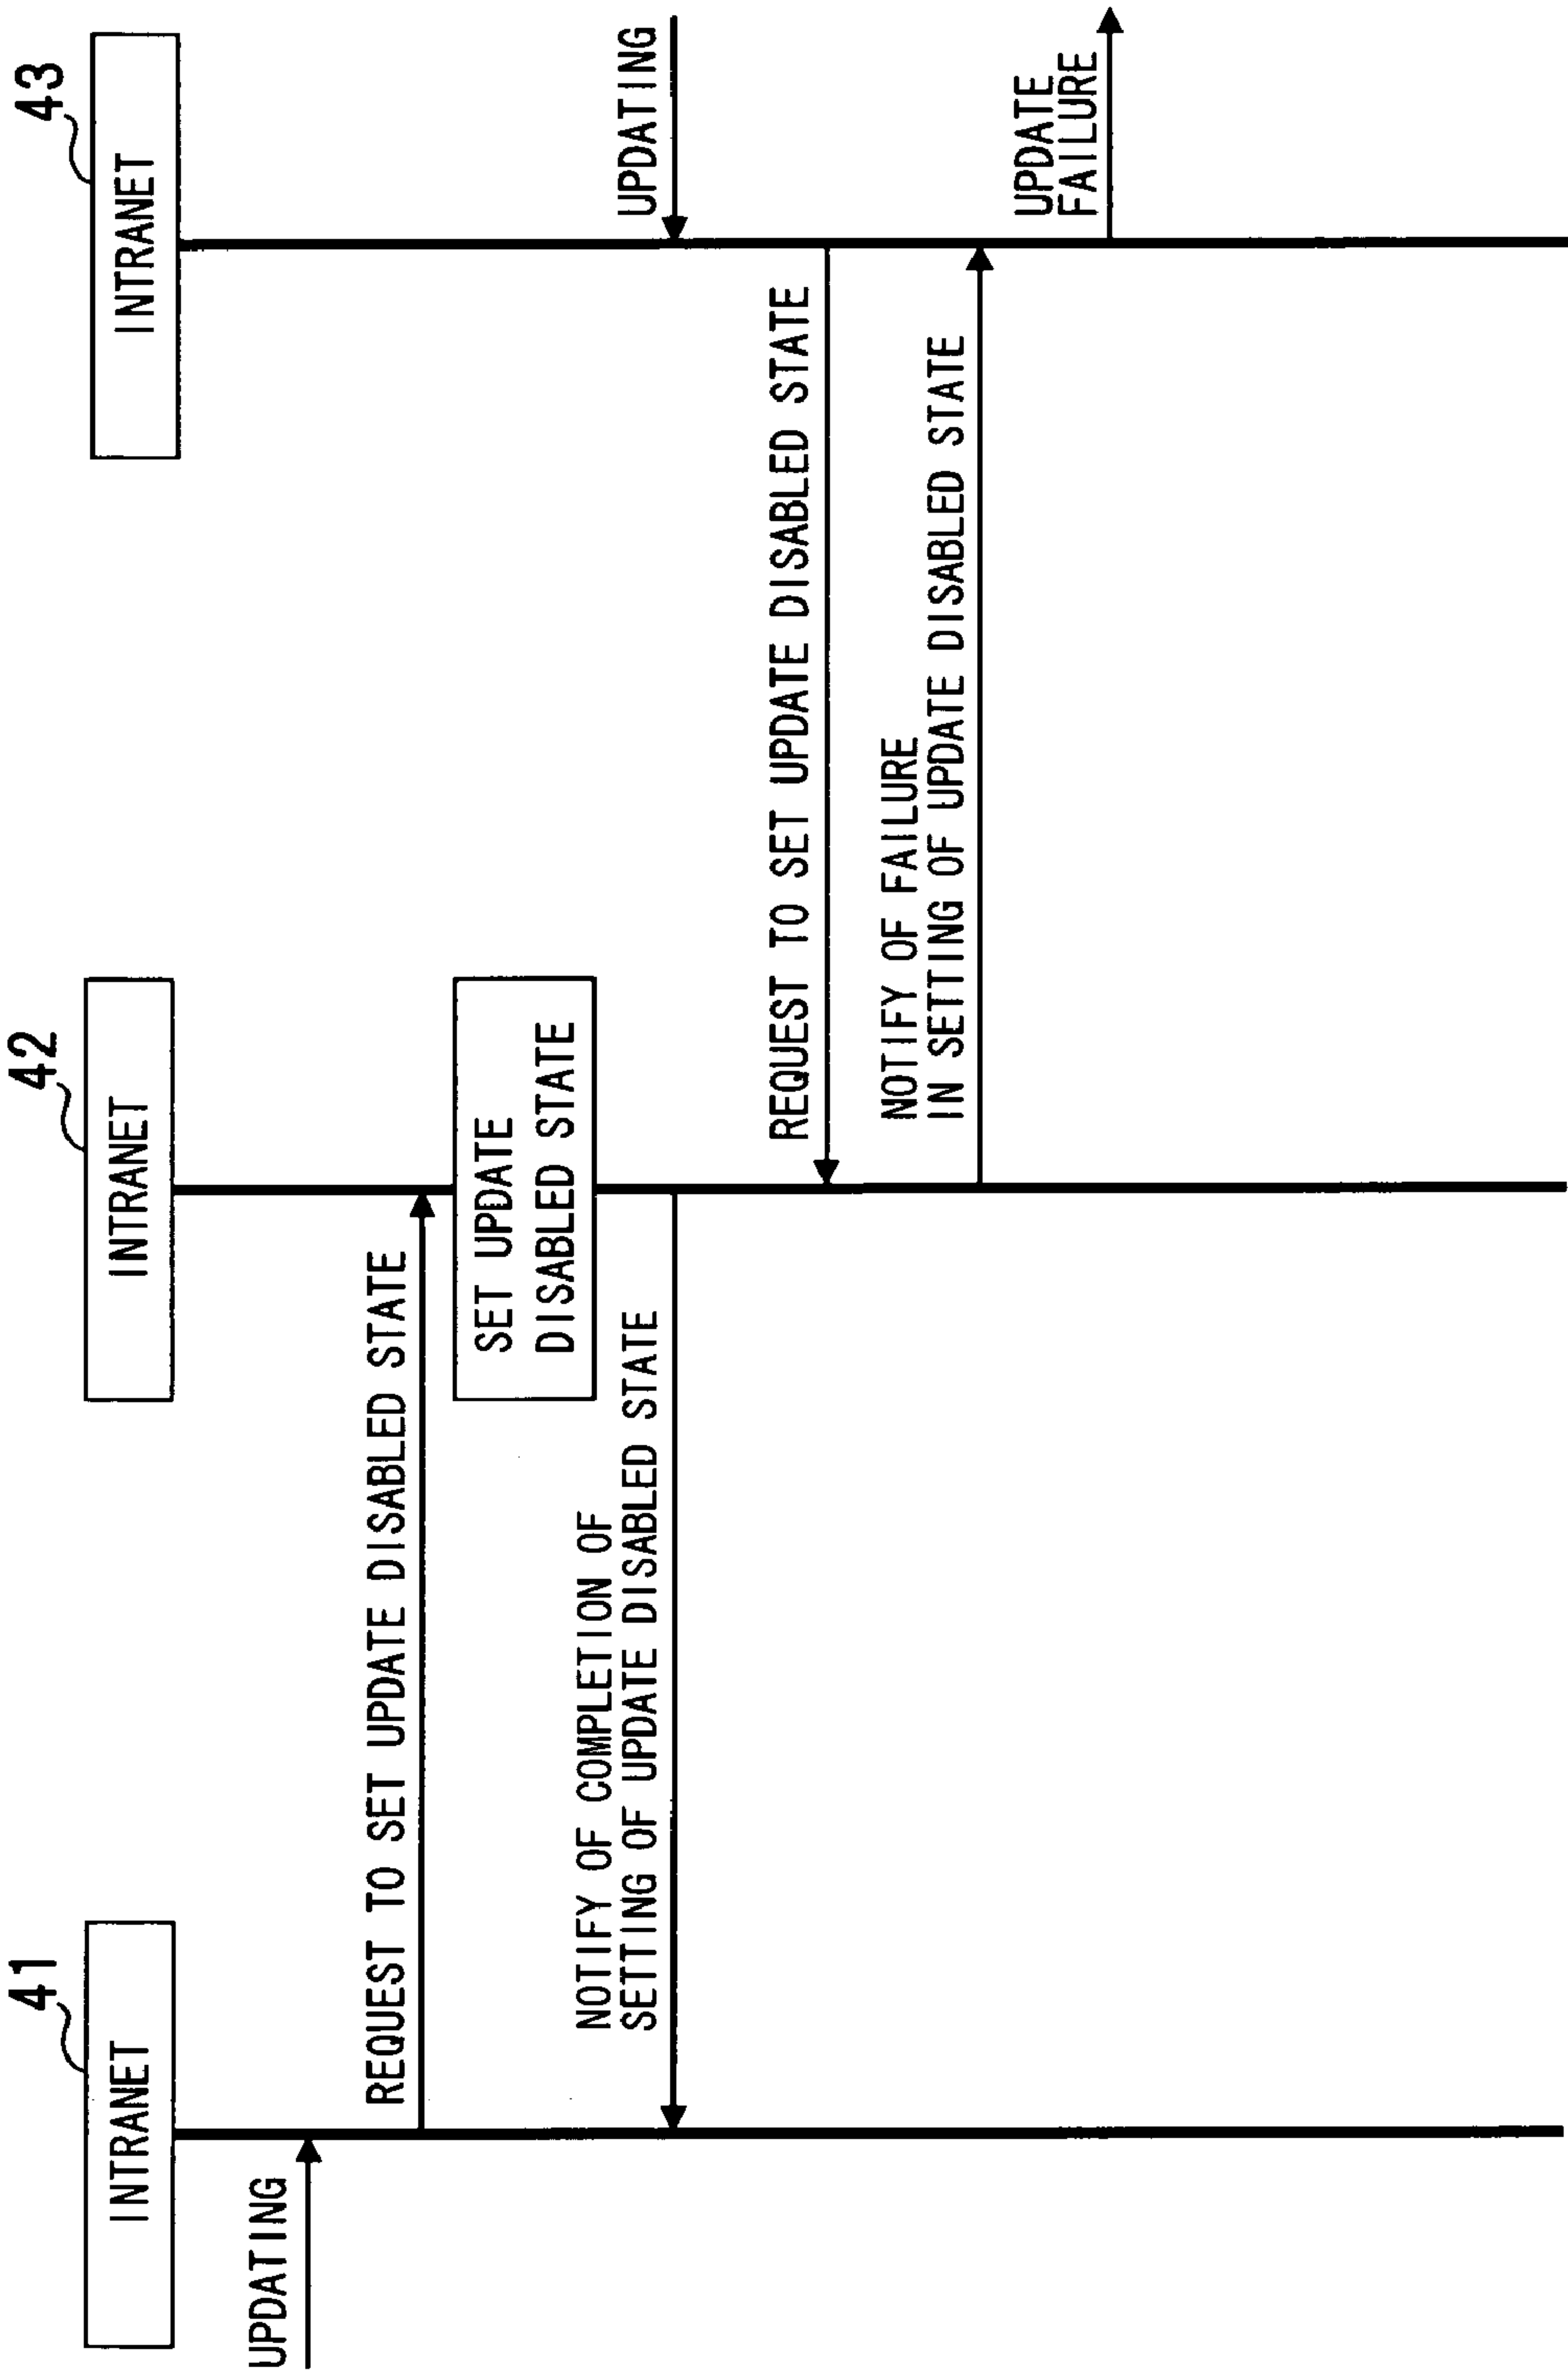 41
INTRANET
42
INTRANET
43
INTRANET
UPDATING
REQUEST TO SET UPDATE DISABLED STATE
SET UPDATE
DISABLED STATE
NOTIFY OF COMPLETION OF
SETTING OF UPDATE DISABLED STATE
UPDATING
REQUEST TO SET UPDATE DISABLED STATE
NOTIFY OF FAILURE
IN SETTING OF UPDATE DISABLED STATE
UPDATE
FAILURE